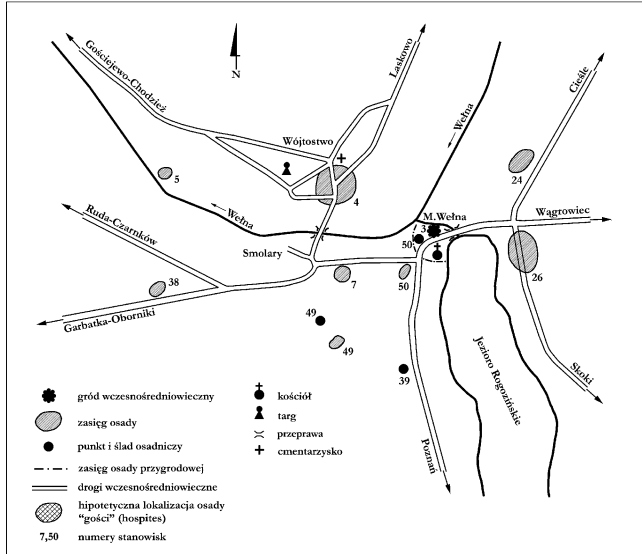 Gościejewo-Chodzież
N
Laskowo
Cieśle
Wełna
Wójtostwo
5
4
24
Wełna
M.Wełna
Wągrowiec
3
50
Ruda-Czarnków
Smolary
38
7
50
26
Garbatka-Oborniki
49
49
39
Jezioro Rogozińskie
Skoki
Poznań
gród wczesnośredniowieczny
zasięg osady
punkt i ślad osadniczy
zasięg osady przygrodowej
drogi wczesnośredniowieczne
hipotetyczna lokalizacja osady
“gości” (hospites)
7,50 numery stanowisk
kościół
targ
przeprawa
cmentarzysko